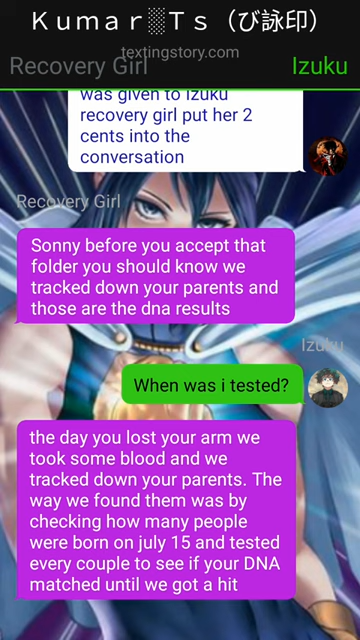 Kumar░Ts（び詠印）
textingstory.com
Recovery Girl
Izuku
was given to Izuku
recovery girl put her 2
cents into the
conversation
Recovery Girl
Sonny before you accept that
folder you should know we
tracked down your parents and
those are the dna results
Izuku
When was i tested?
the day you lost your arm we
took some blood and we
tracked down your parents. The
way we found them was by
checking how many people
were born on july 15 and tested
every couple to see if your DNA
matched until we got a hit